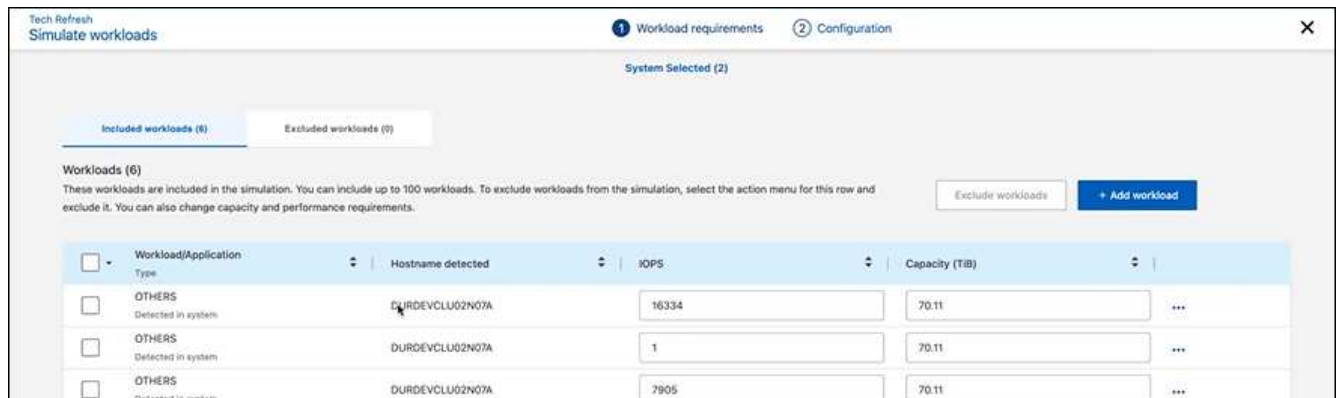 Tech Refresh
Simulate workloads
1 Workload requirements 2 Configuration
System Selected (2)
Included workloads (6) Excluded workloads (0)
Workloads (6)
These workloads are included in the simulation. You can include up to 100 workloads. To exclude workloads from the simulation, select the action menu for this row and
exclude it. You can also change capacity and performance requirements.
Exclude workloads + Add workload
Workload/Application
Type
Hostname detected IOPS Capacity (TiB)
OTHERS
Detected in system
DURDEVCLU02N07A 16334 70.11 ...
OTHERS
Detected in system
DURDEVCLU02N07A 1 70.11 ...
OTHERS
Detected in system
DURDEVCLU02N07A 7905 70.11 ...